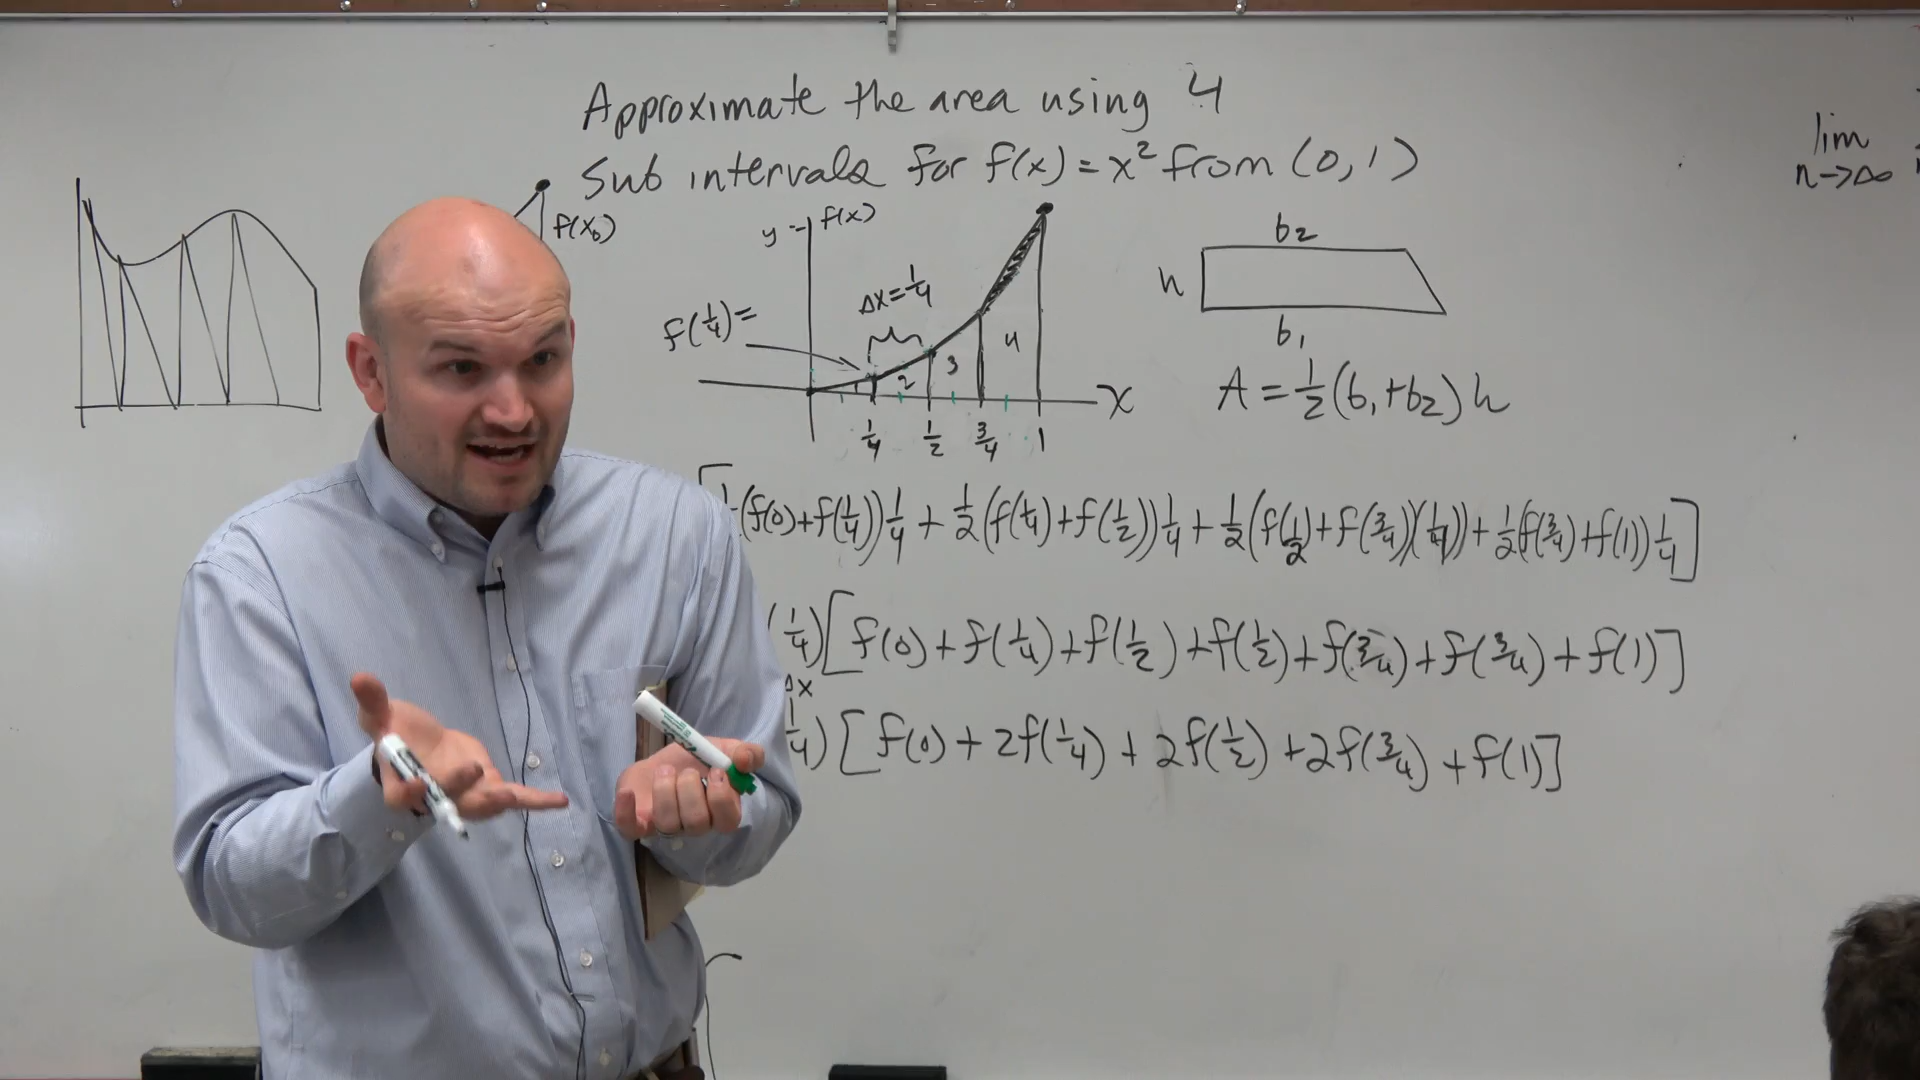 Approximate the area using 4
Sub intervals for f(x) = x² from (0,1)
lim
n→∞
f(x₀)
y - f(x)
Δx = 1/4
f(1/4) =
1 2 3 4
x
1/4 1/2 3/4 1
b₂
h
b₁
A = 1/2 (b₁+b₂) h
[1/2 (f(0)+f(1/4)) 1/4 + 1/2 (f(1/4)+f(1/2)) 1/4 + 1/2 (f(1/2)+f(3/4)(1/4)) + 1/2 (f(3/4)+f(1)) 1/4]
(1/4) [f(0) + f(1/4) + f(1/2) + f(1/2) + f(3/4) + f(3/4) + f(1)]
Δx
1/4) [f(0) + 2f(1/4) + 2f(1/2) + 2f(3/4) + f(1)]